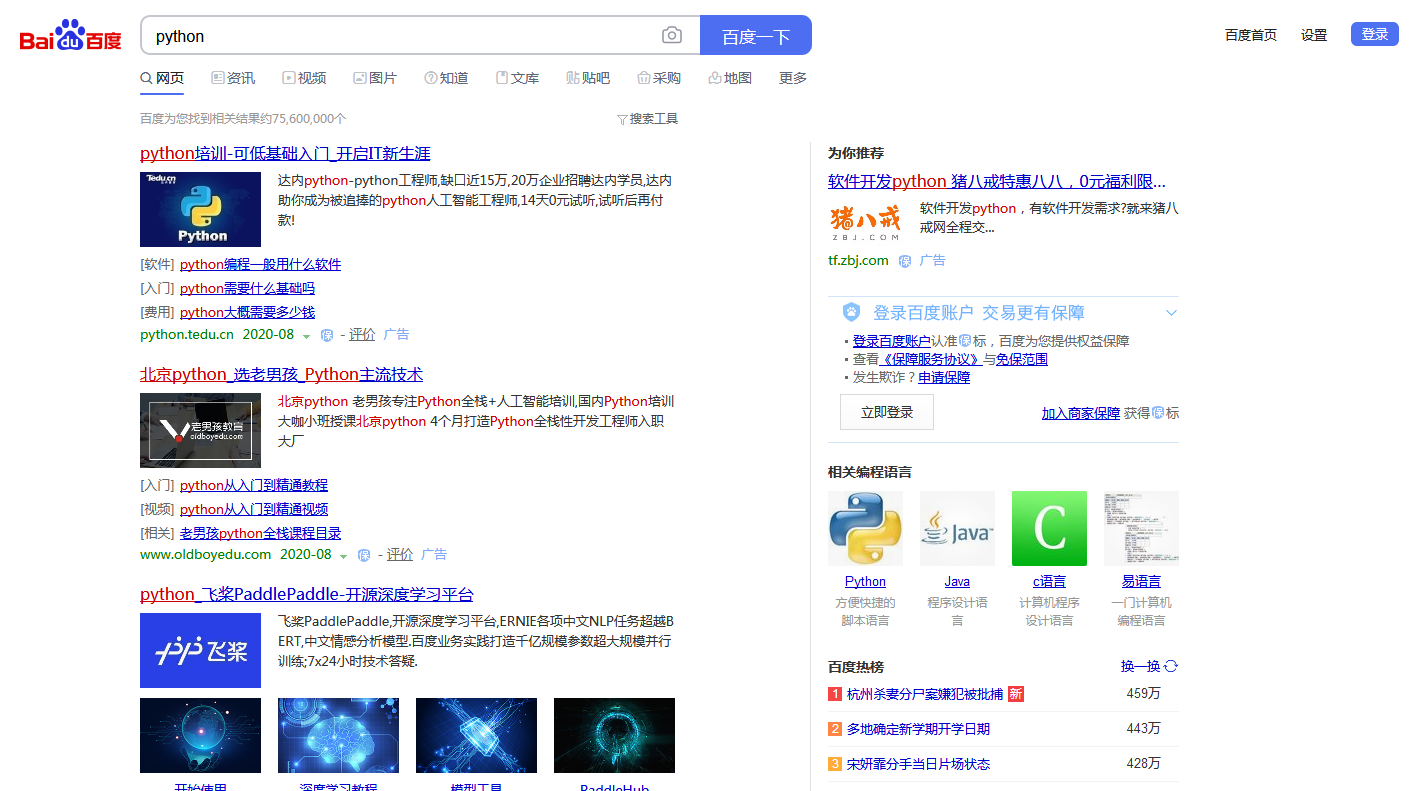 Bai du 百度
python
百度一下
百度首页
设置
登录
网页
资讯
视频
图片
知道
文库
贴吧
采购
地图
更多
百度为您找到相关结果约75,600,000个
搜索工具
python培训-可低基础入门_开启IT新生涯
Tedu.cn
Python
达内python-python工程师,缺口近15万,20万企业招聘达内学员,达内
助你成为被追捧的python人工智能工程师,14天0元试听,试听后再付
款!
[软件] python编程一般用什么软件
[入门] python需要什么基础吗
[费用] python大概需要多少钱
python.tedu.cn 2020-08 保 - 评价 广告
北京python_选老男孩_Python主流技术
老男孩教育
oldboyedu.com
北京python 老男孩专注Python全栈+人工智能培训,国内Python培训
大咖小班授课北京python 4个月打造Python全栈性开发工程师入职
大厂
[入门] python从入门到精通教程
[视频] python从入门到精通视频
[相关] 老男孩python全栈课程目录
www.oldboyedu.com 2020-08 保 - 评价 广告
python_飞桨PaddlePaddle-开源深度学习平台
飞桨
飞桨PaddlePaddle,开源深度学习平台,ERNIE各项中文NLP任务超越B
ERT,中文情感分析模型.百度业务实践打造千亿规模参数超大规模并行
训练;7x24小时技术答疑.
开始使用
深度学习教程
模型工具
PaddleHub
为你推荐
软件开发python 猪八戒特惠八八，0元福利限...
猪八戒
ZBJ.COM
软件开发python，有软件开发需求?就来猪八
戒网全程交...
tf.zbj.com 保 广告
登录百度账户 交易更有保障
登录百度账户认准保标，百度为您提供权益保障
查看《保障服务协议》与免保范围
发生欺诈？申请保障
立即登录
加入商家保障 获得保标
相关编程语言
Java
C
Python
Java
c语言
易语言
方便快捷的
脚本语言
程序设计语
言
计算机程序
设计语言
一门计算机
编程语言
百度热榜
换一换
1 杭州杀妻分尸案嫌犯被批捕 新 459万
2 多地确定新学期开学日期 443万
3 宋妍霏分手当日片场状态 428万